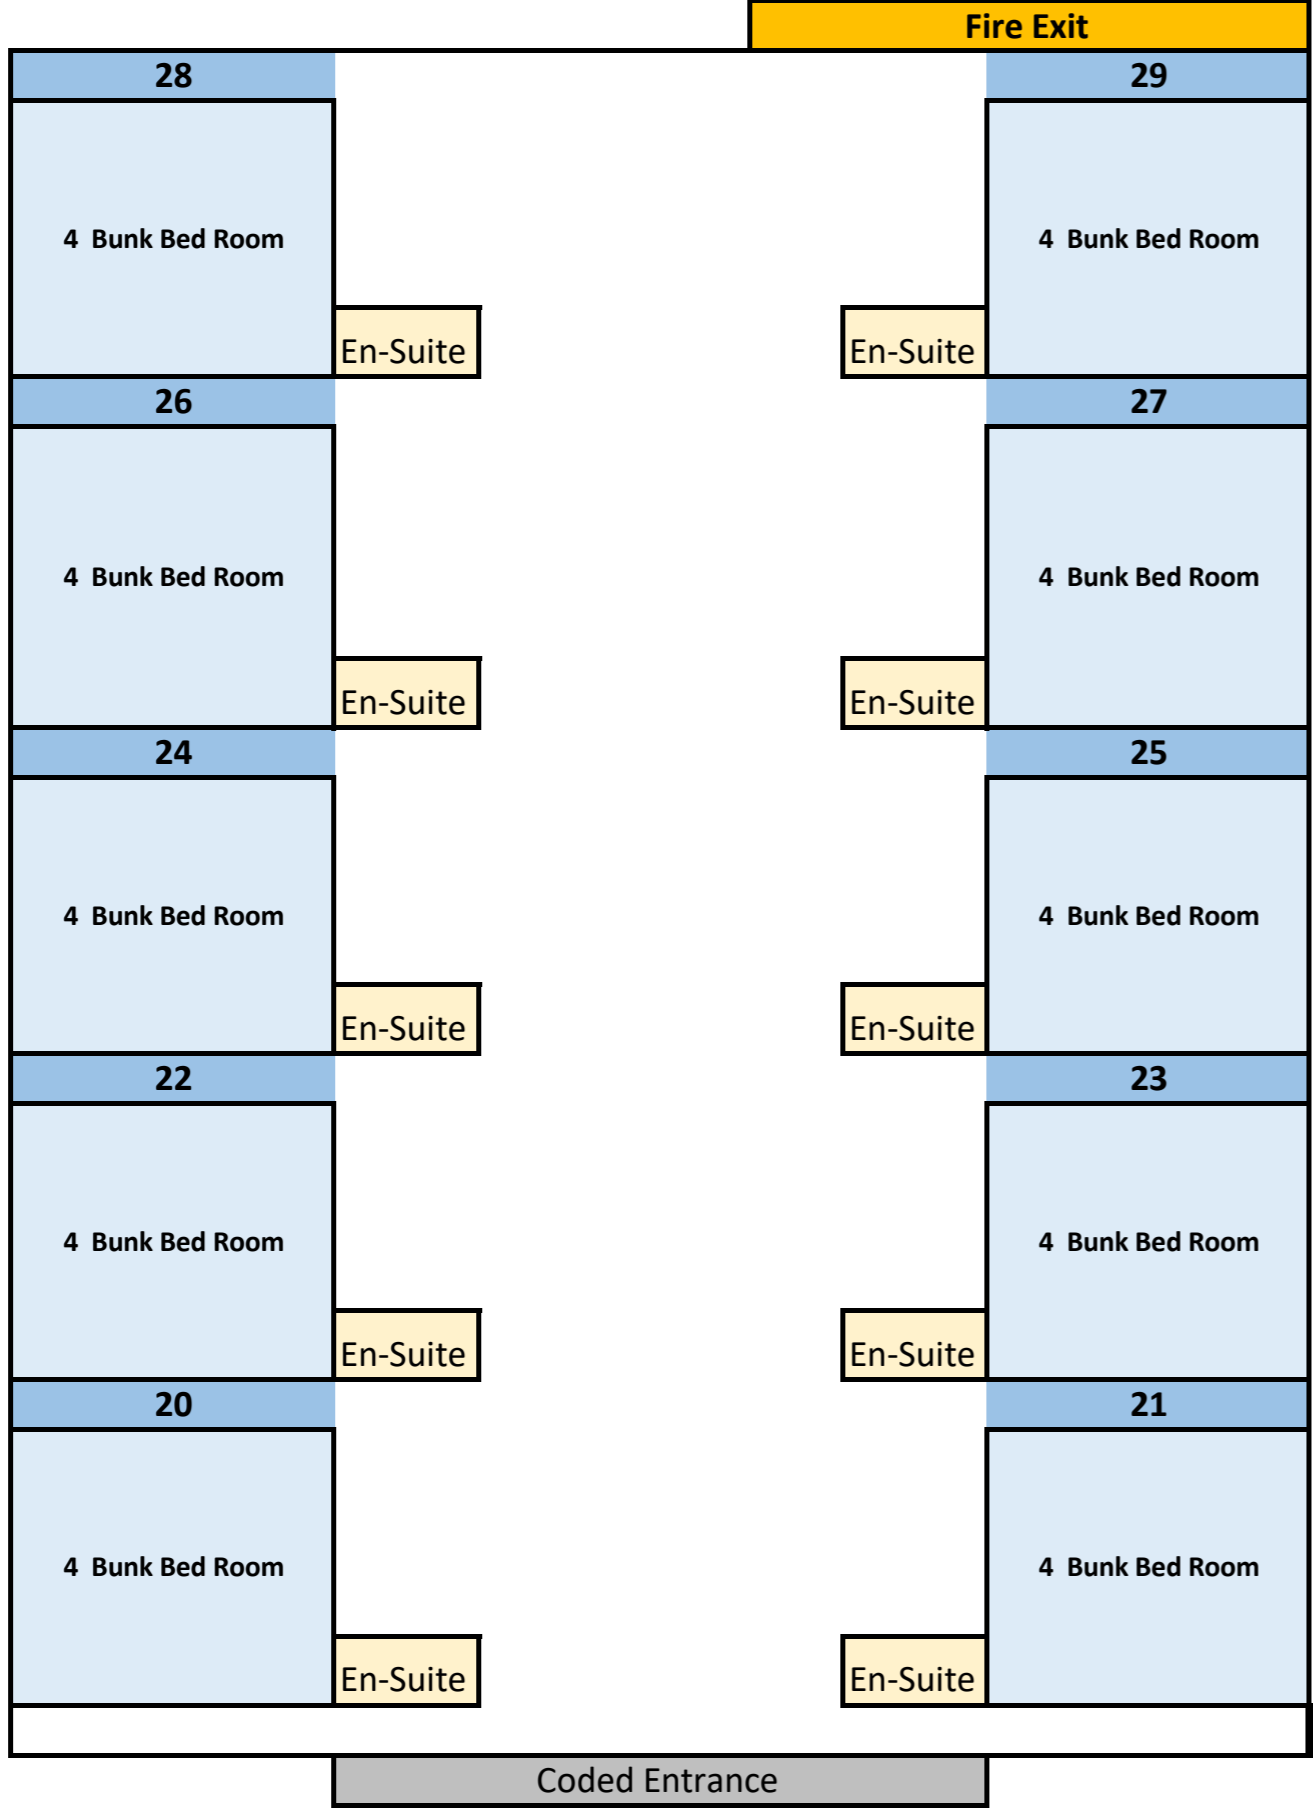 Fire Exit
28 29
4 Bunk Bed Room 4 Bunk Bed Room
En-Suite En-Suite
26 27
4 Bunk Bed Room 4 Bunk Bed Room
En-Suite En-Suite
24 25
4 Bunk Bed Room 4 Bunk Bed Room
En-Suite En-Suite
22 23
4 Bunk Bed Room 4 Bunk Bed Room
En-Suite En-Suite
20 21
4 Bunk Bed Room 4 Bunk Bed Room
En-Suite En-Suite
Coded Entrance